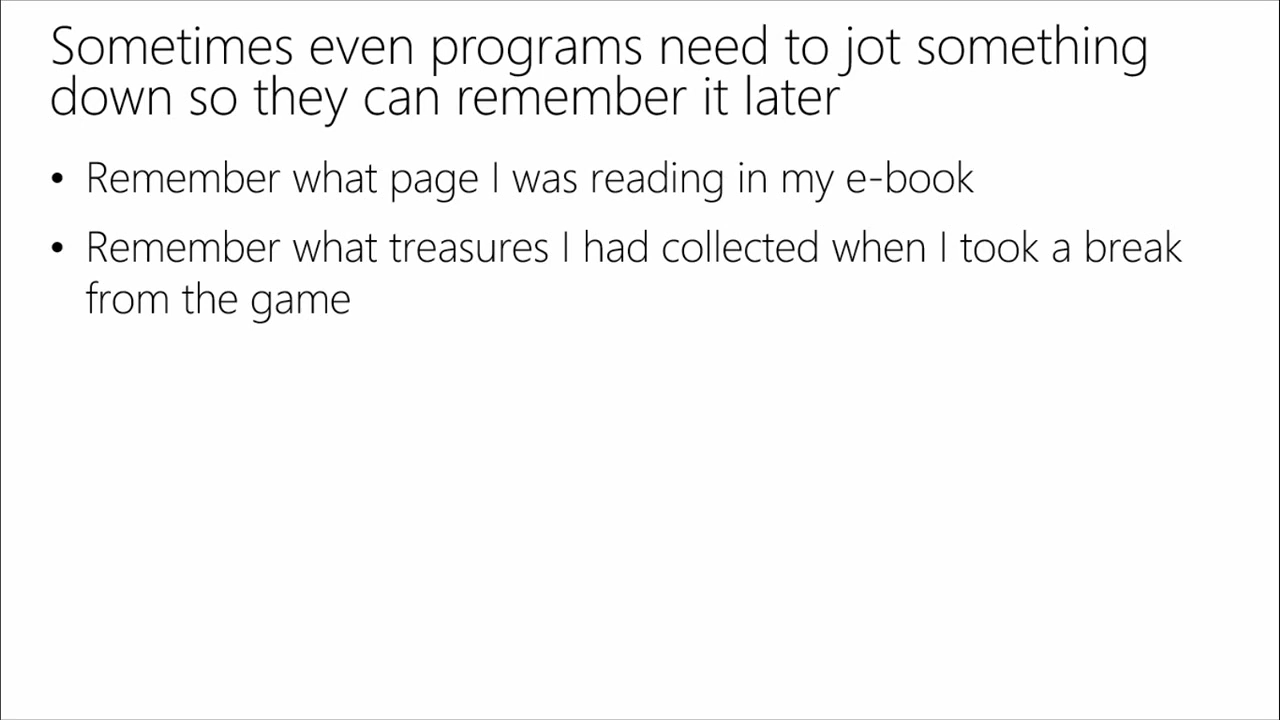 Sometimes even programs need to jot something
down so they can remember it later
• Remember what page I was reading in my e-book
• Remember what treasures I had collected when I took a break
from the game